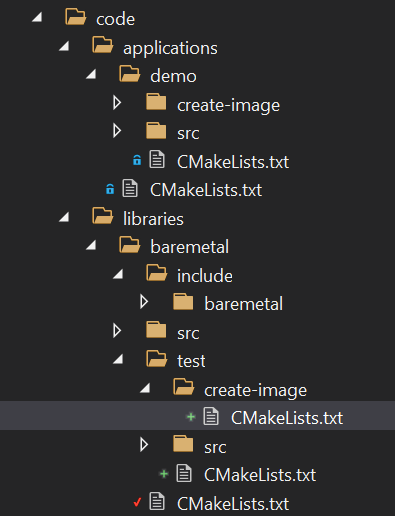 code
applications
demo
create-image
src
CMakeLists.txt
CMakeLists.txt
libraries
baremetal
include
baremetal
src
test
create-image
CMakeLists.txt
src
CMakeLists.txt
CMakeLists.txt